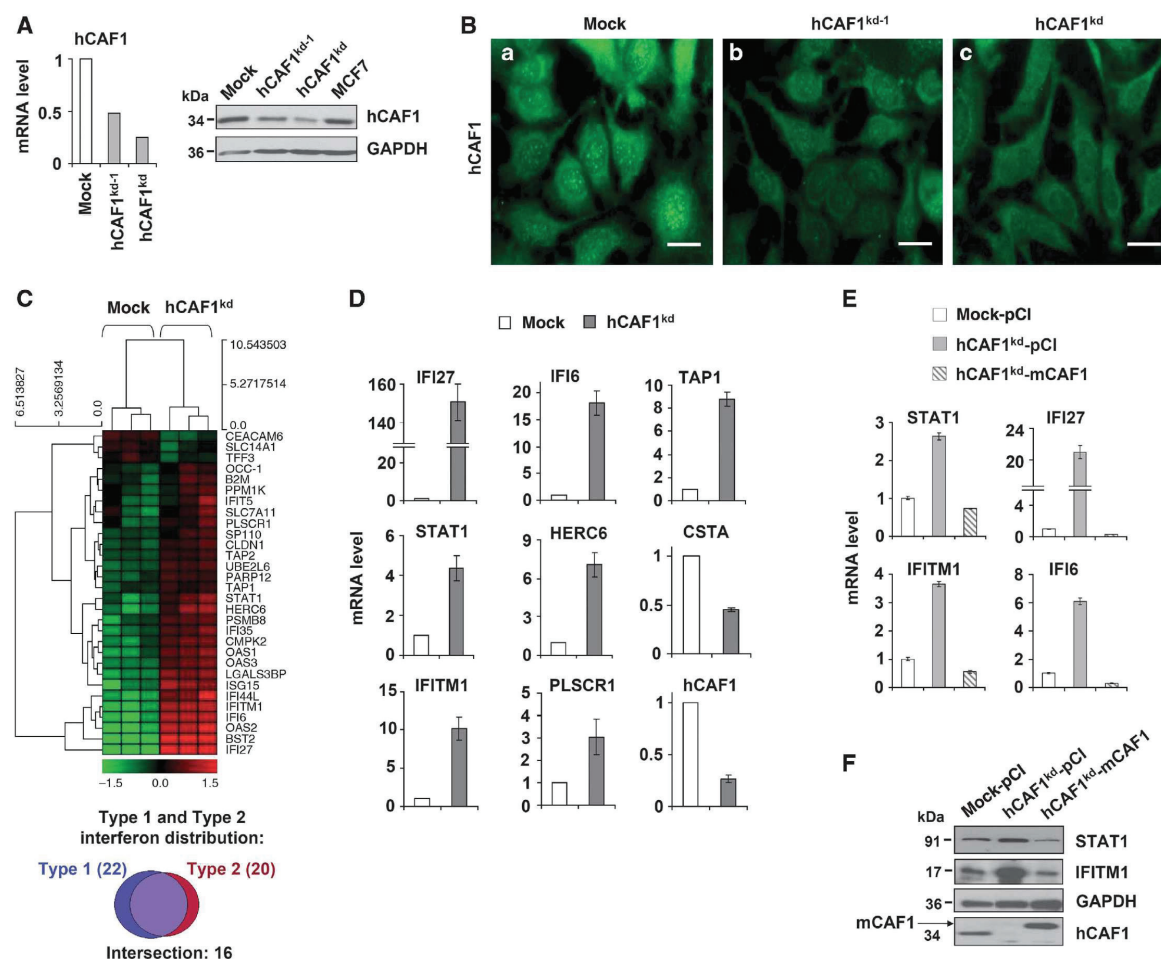 A
hCAF1
mRNA level
1
0.5
0
Mock
hCAF1kd-1
hCAF1kd
kDa
Mock
hCAF1kd-1
hCAF1kd
MCF7
34
hCAF1
36
GAPDH
B
Mock
hCAF1kd-1
hCAF1kd
hCAF1
a
b
c
C
Mock
hCAF1kd
10.543503
5.2717514
0.0
6.513827
3.2569134
0.0
CEACAM6
SLC14A1
TFF3
OCC-1
B2M
PPM1K
IFIT5
SLC7A11
PLSCR1
SP110
CLDN1
TAP2
UBE2L6
PARP12
TAP1
STAT1
HERC6
PSMB8
IFI35
CMPK2
OAS1
OAS3
LGALS3BP
ISG15
IFI44L
IFITM1
IFI6
OAS2
BST2
IFI27
−1.5 0.0 1.5
Type 1 and Type 2
interferon distribution:
Type 1 (22) Type 2 (20)
Intersection: 16
D
Mock hCAF1kd
mRNA level
IFI27
160
140
20
10
0
IFI6
20
15
10
5
0
TAP1
10
8
6
4
2
0
STAT1
6
4
2
0
HERC6
9
6
3
0
CSTA
1
0.5
0
IFITM1
15
10
5
0
PLSCR1
5
4
3
2
1
0
hCAF1
1
0.5
0
E
Mock-pCI
hCAF1kd-pCI
hCAF1kd-mCAF1
mRNA level
STAT1
3
2
1
0
IFI27
24
20
4
0
IFITM1
4
3
2
1
0
IFI6
8
6
4
2
0
F
Mock-pCI
hCAF1kd-pCI
hCAF1kd-mCAF1
kDa
91
STAT1
17
IFITM1
36
GAPDH
mCAF1
34
hCAF1